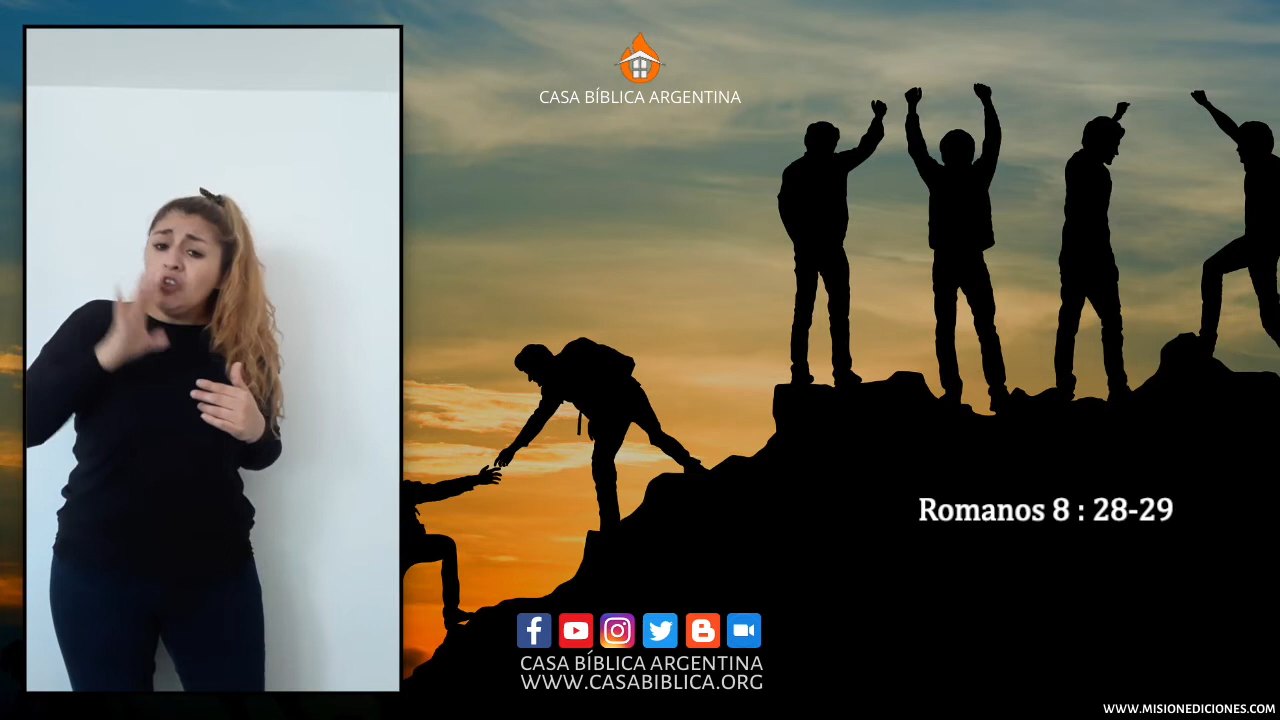 CASA BÍBLICA ARGENTINA
Romanos 8 : 28-29
CASA BÍBLICA ARGENTINA
WWW.CASABIBLICA.ORG
WWW.MISIONEDICIONES.COM